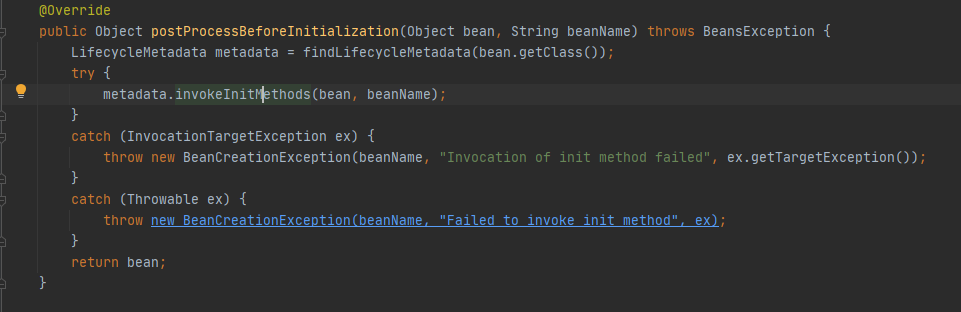 @Override
public Object postProcessBeforeInitialization(Object bean, String beanName) throws BeansException {
    LifecycleMetadata metadata = findLifecycleMetadata(bean.getClass());
    try {
        metadata.invokeInitMethods(bean, beanName);
    }
    catch (InvocationTargetException ex) {
        throw new BeanCreationException(beanName, "Invocation of init method failed", ex.getTargetException());
    }
    catch (Throwable ex) {
        throw new BeanCreationException(beanName, "Failed to invoke init method", ex);
    }
    return bean;
}